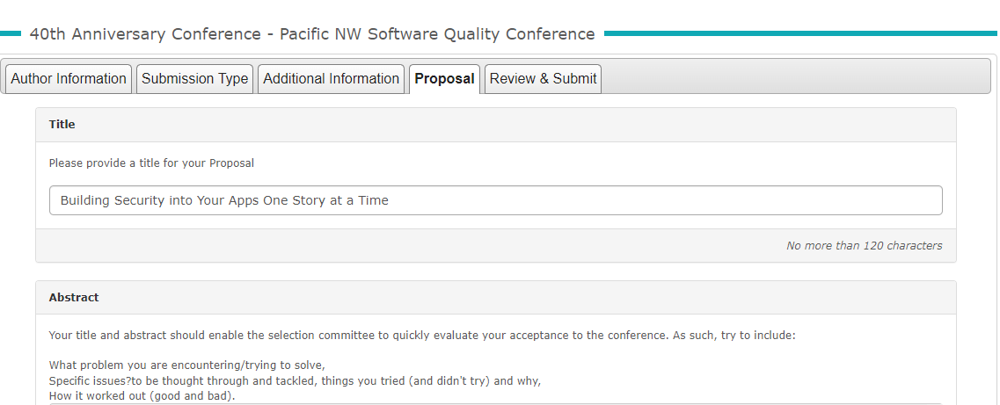 40th Anniversary Conference - Pacific NW Software Quality Conference
Author Information Submission Type Additional Information Proposal Review & Submit
Title
Please provide a title for your Proposal
Building Security into Your Apps One Story at a Time
No more than 120 characters
Abstract
Your title and abstract should enable the selection committee to quickly evaluate your acceptance to the conference. As such, try to include:
What problem you are encountering/trying to solve,
Specific issues?to be thought through and tackled, things you tried (and didn't try) and why,
How it worked out (good and bad).